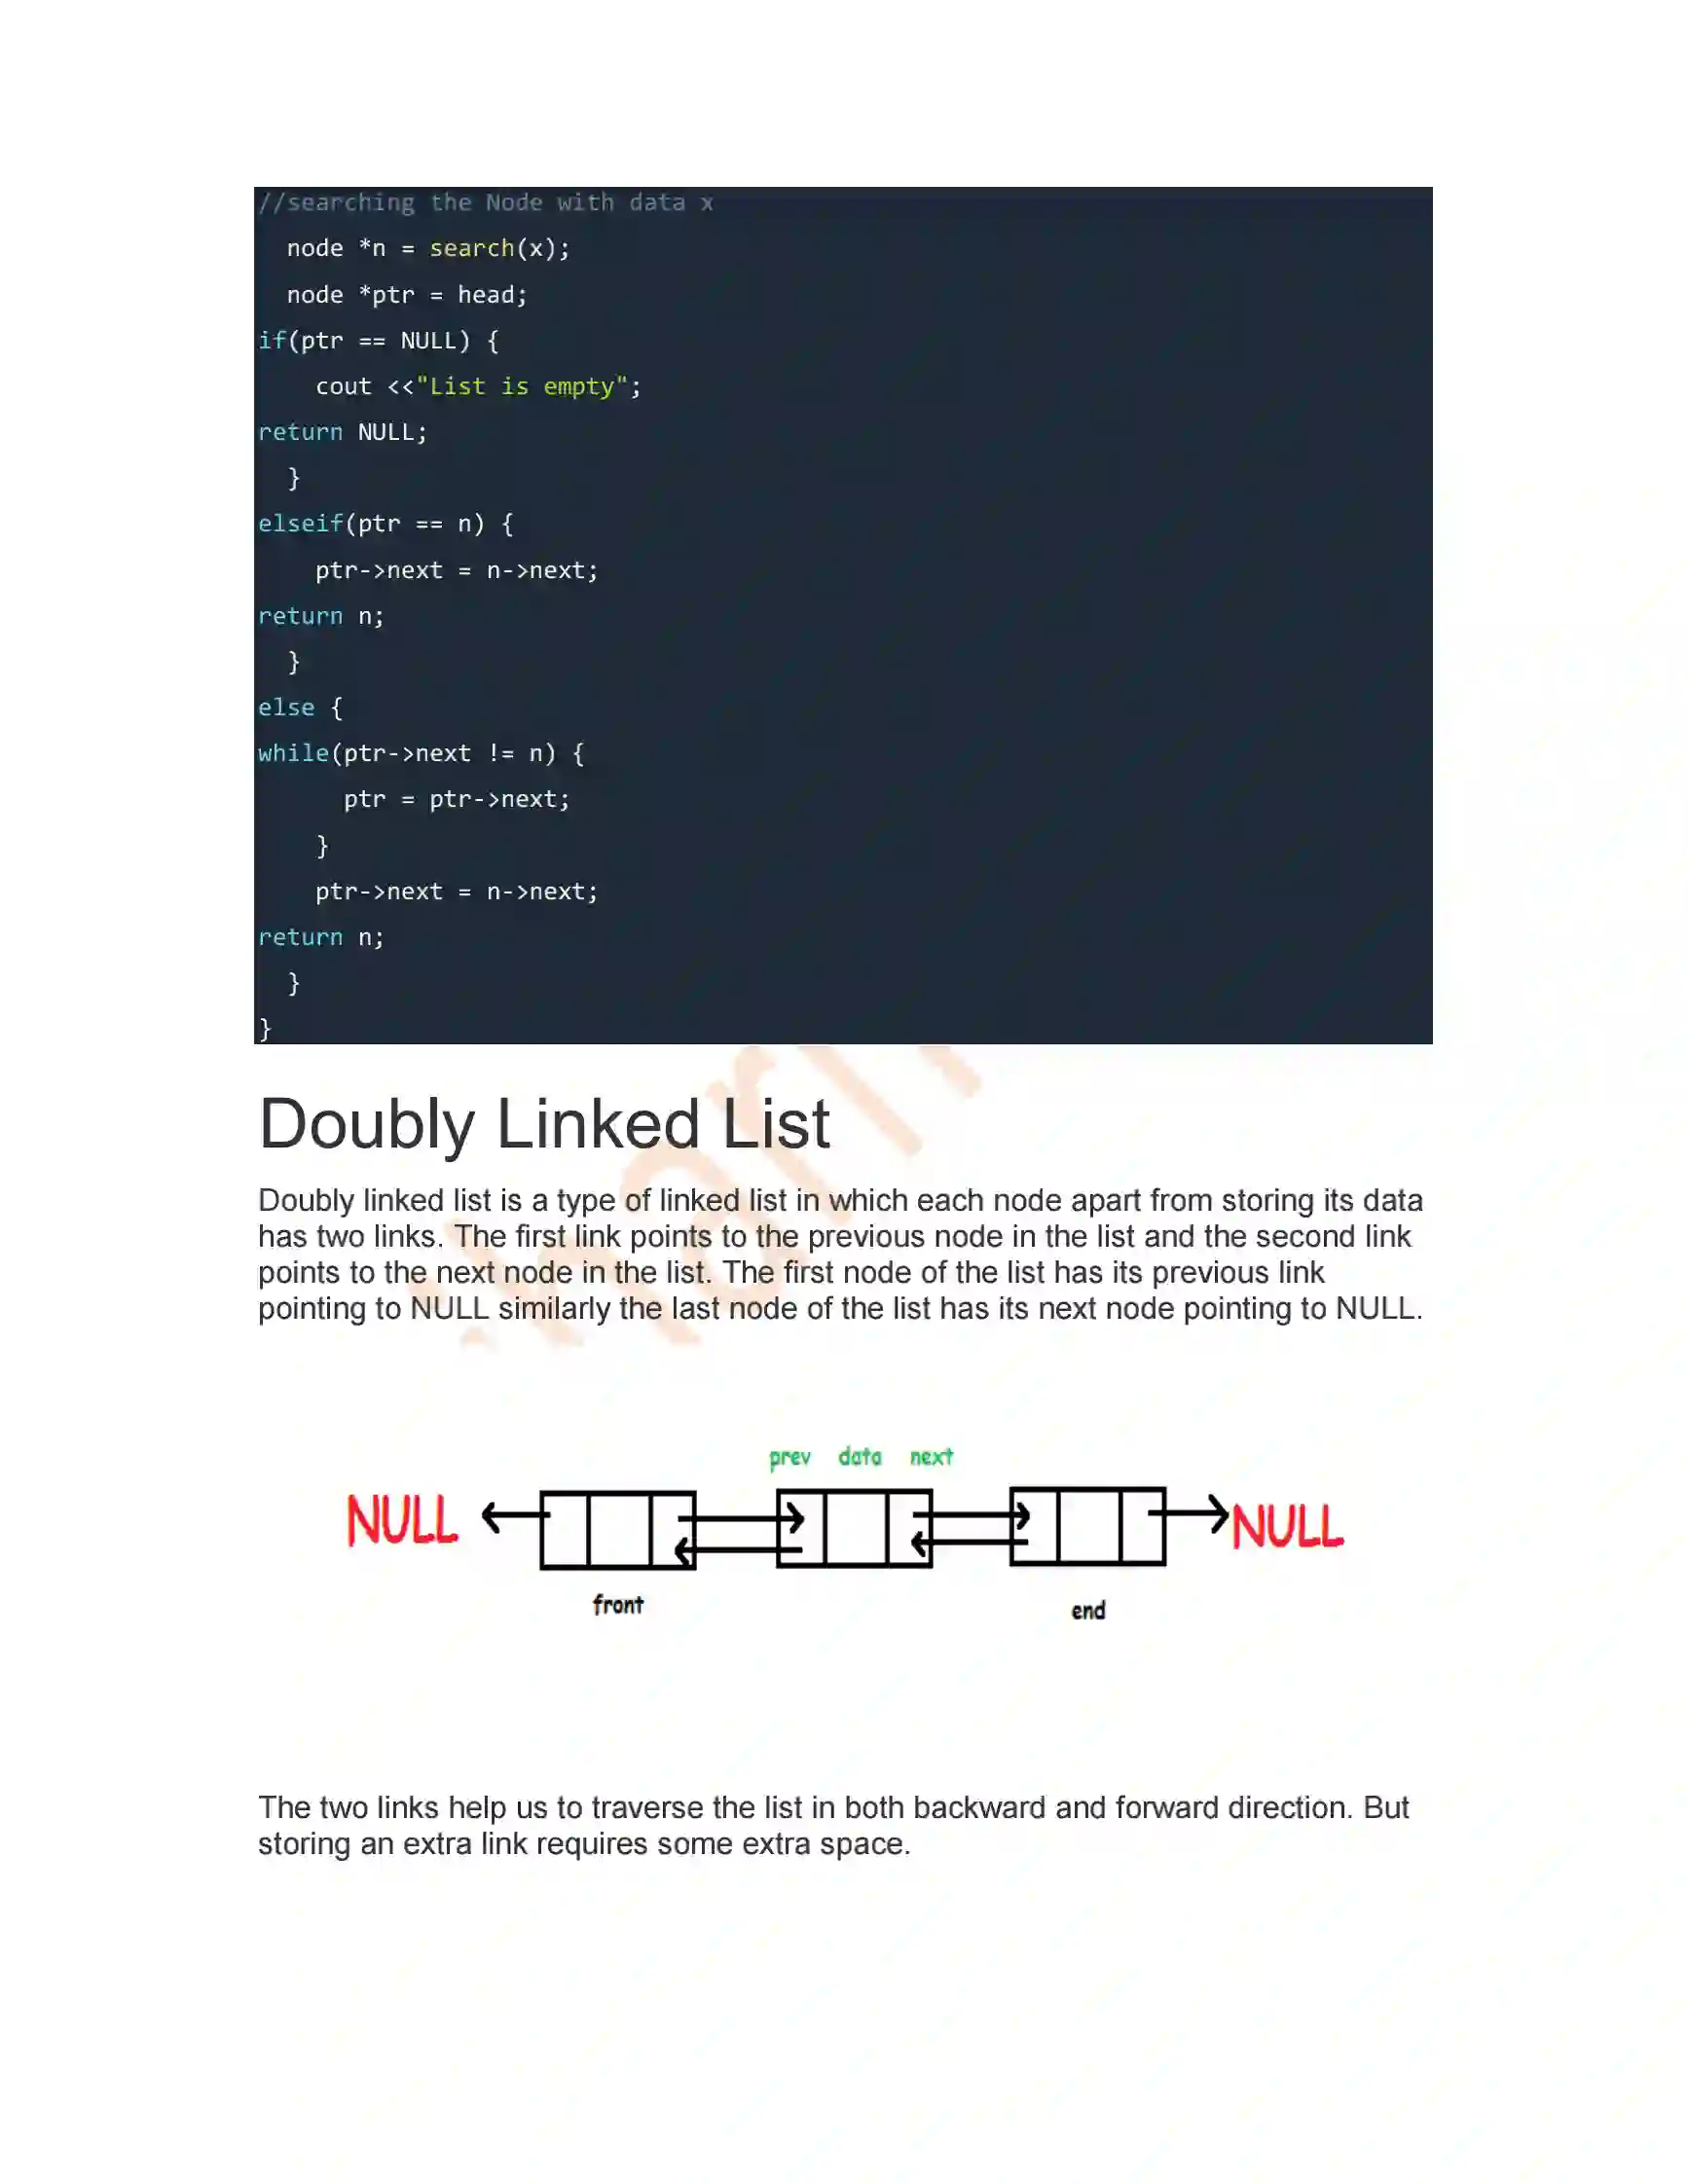 //searching the Node with data x
node *n = search(x);
node *ptr = head;
if(ptr == NULL) {
cout <<"List is empty";
return NULL;
}
elseif(ptr == n) {
ptr->next = n->next;
return n;
}
else {
while(ptr->next != n) {
ptr = ptr->next;
}
ptr->next = n->next;
return n;
}
}
Doubly Linked List
Doubly linked list is a type of linked list in which each node apart from storing its data
has two links. The first link points to the previous node in the list and the second link
points to the next node in the list. The first node of the list has its previous link
pointing to NULL similarly the last node of the list has its next node pointing to NULL.
prev data next
NULL NULL
front end
The two links help us to traverse the list in both backward and forward direction. But
storing an extra link requires some extra space.